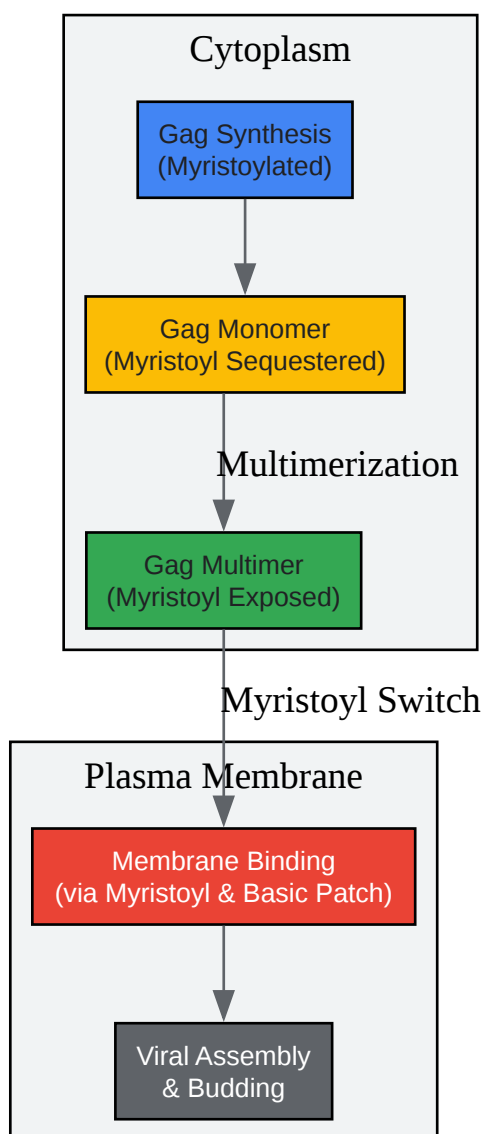 Cytoplasm
Gag Synthesis
(Myristoylated)
Gag Monomer
(Myristoyl Sequestered)
Multimerization
Gag Multimer
(Myristoyl Exposed)
Myristoyl Switch
Plasma Membrane
Membrane Binding
(via Myristoyl & Basic Patch)
Viral Assembly
& Budding